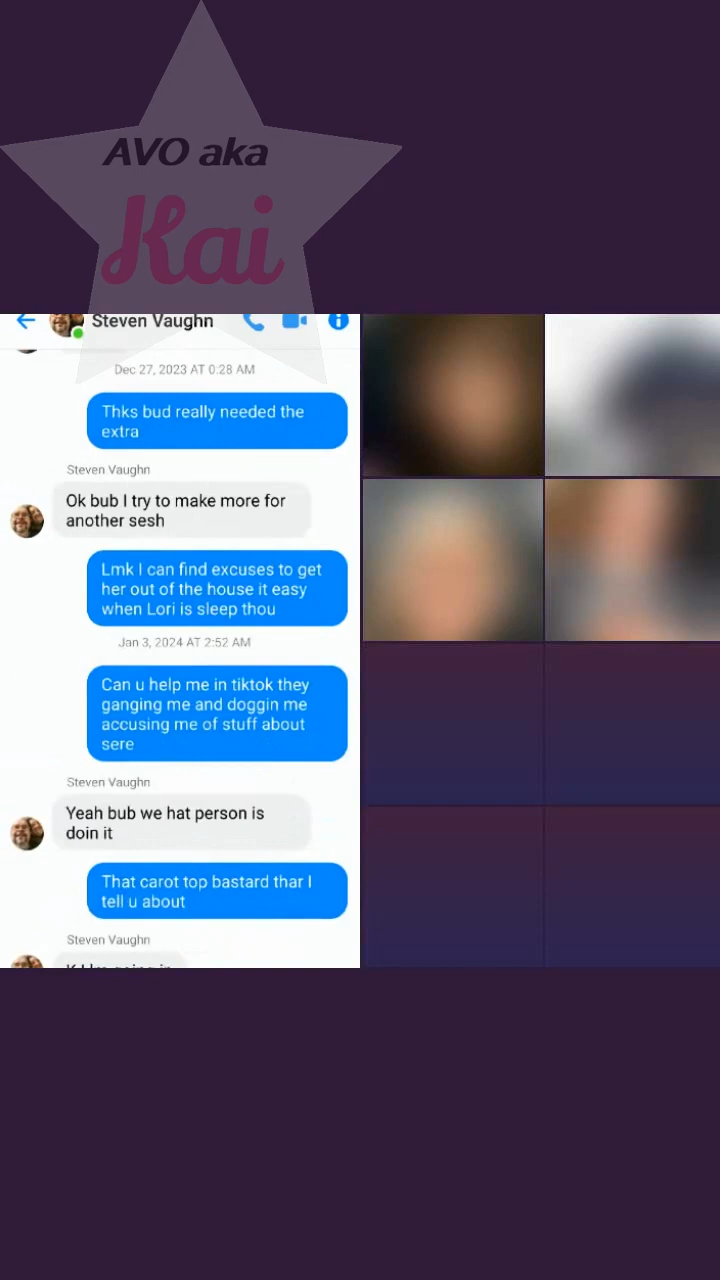 AVO aka
Kai
Steven Vaughn
Dec 27, 2023 AT 0:28 AM
Thks bud really needed the
extra
Steven Vaughn
Ok bub I try to make more for
another sesh
Lmk I can find excuses to get
her out of the house it easy
when Lori is sleep thou
Jan 3, 2024 AT 2:52 AM
Can u help me in tiktok they
ganging me and doggin me
accusing me of stuff about
sere
Steven Vaughn
Yeah bub we hat person is
doin it
That carot top bastard thar I
tell u about
Steven Vaughn